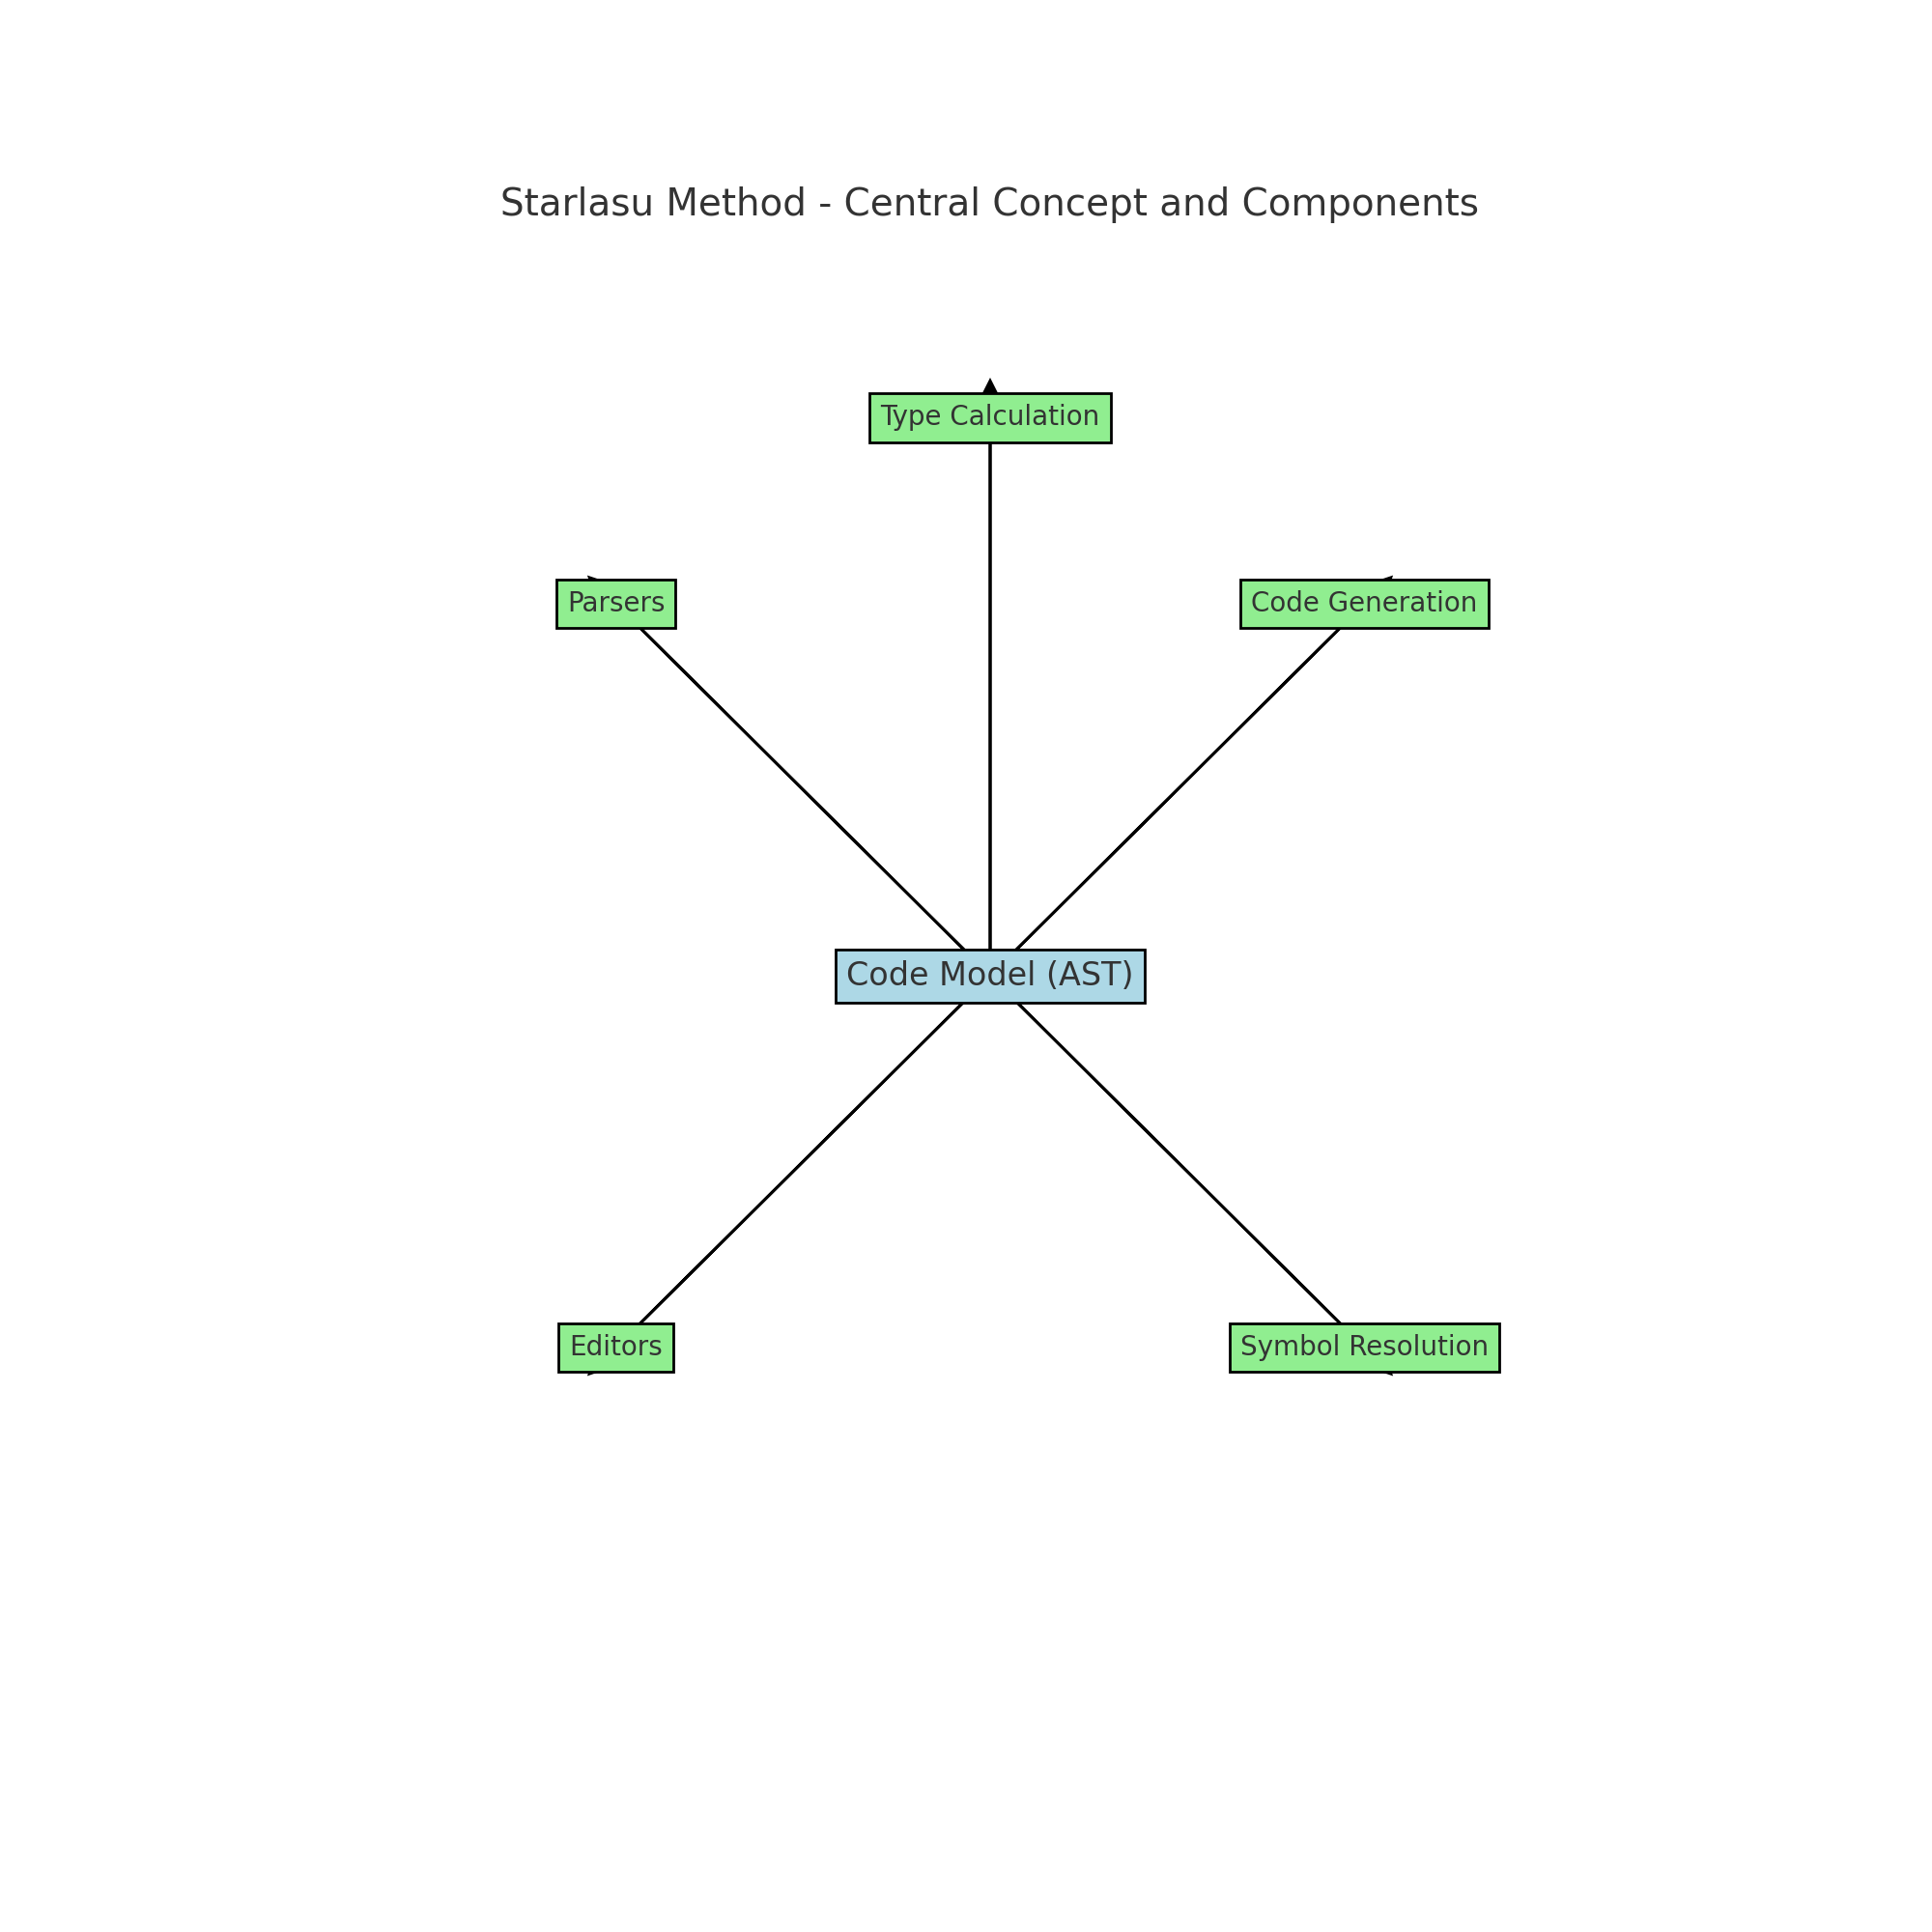 Starlasu Method - Central Concept and Components
Type Calculation
Parsers
Code Generation
Code Model (AST)
Editors
Symbol Resolution